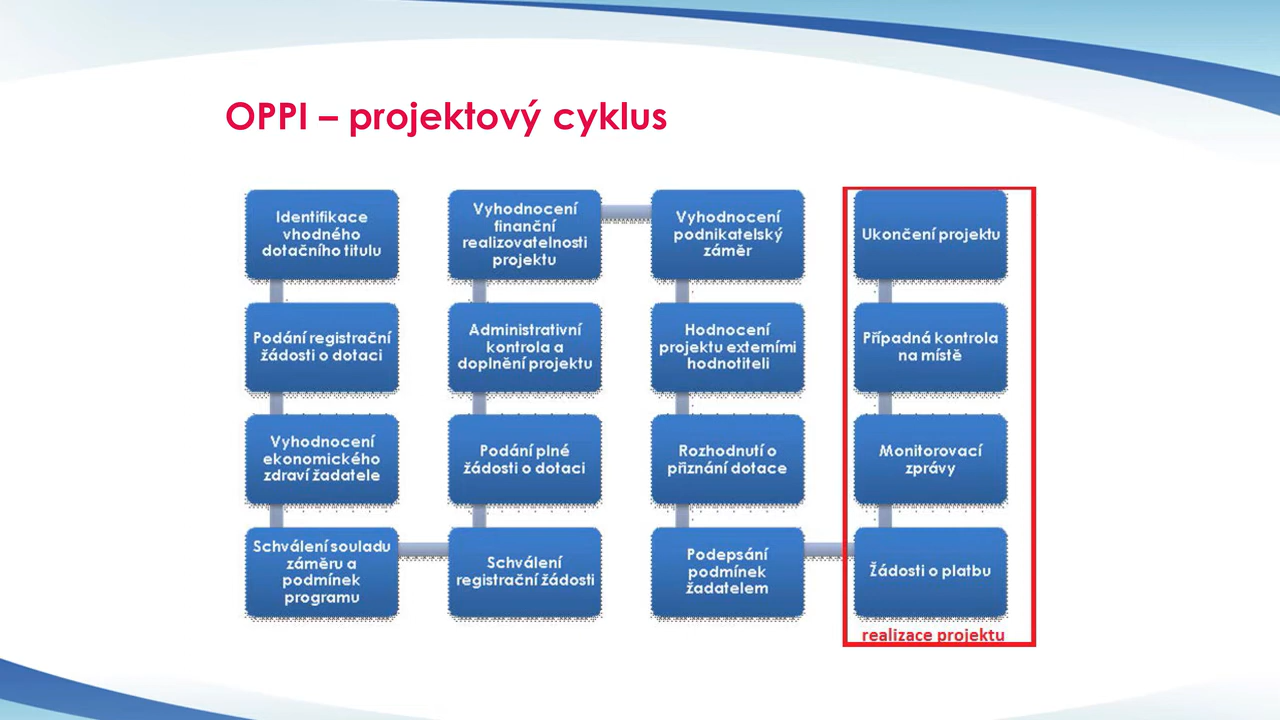 OPPI – projektový cyklus
Identifikace
vhodného
dotačního titulu
Podání registrační
žádosti o dotaci
Vyhodnocení
ekonomického
zdraví žadatele
Schválení souladu
záměru a
podmínek
programu
Vyhodnocení
finanční
realizovatelnosti
projektu
Administrativní
kontrola a
doplnění projektu
Podání plné
žádosti o dotaci
Schválení
registrační žádosti
Vyhodnocení
podnikatelský
záměr
Hodnocení
projektu externími
hodnotiteli
Rozhodnutí o
přiznání dotace
Podepsání
podmínek
žadatelem
Ukončení projektu
Případná kontrola
na místě
Monitorovací
zprávy
Žádosti o platbu
realizace projektu